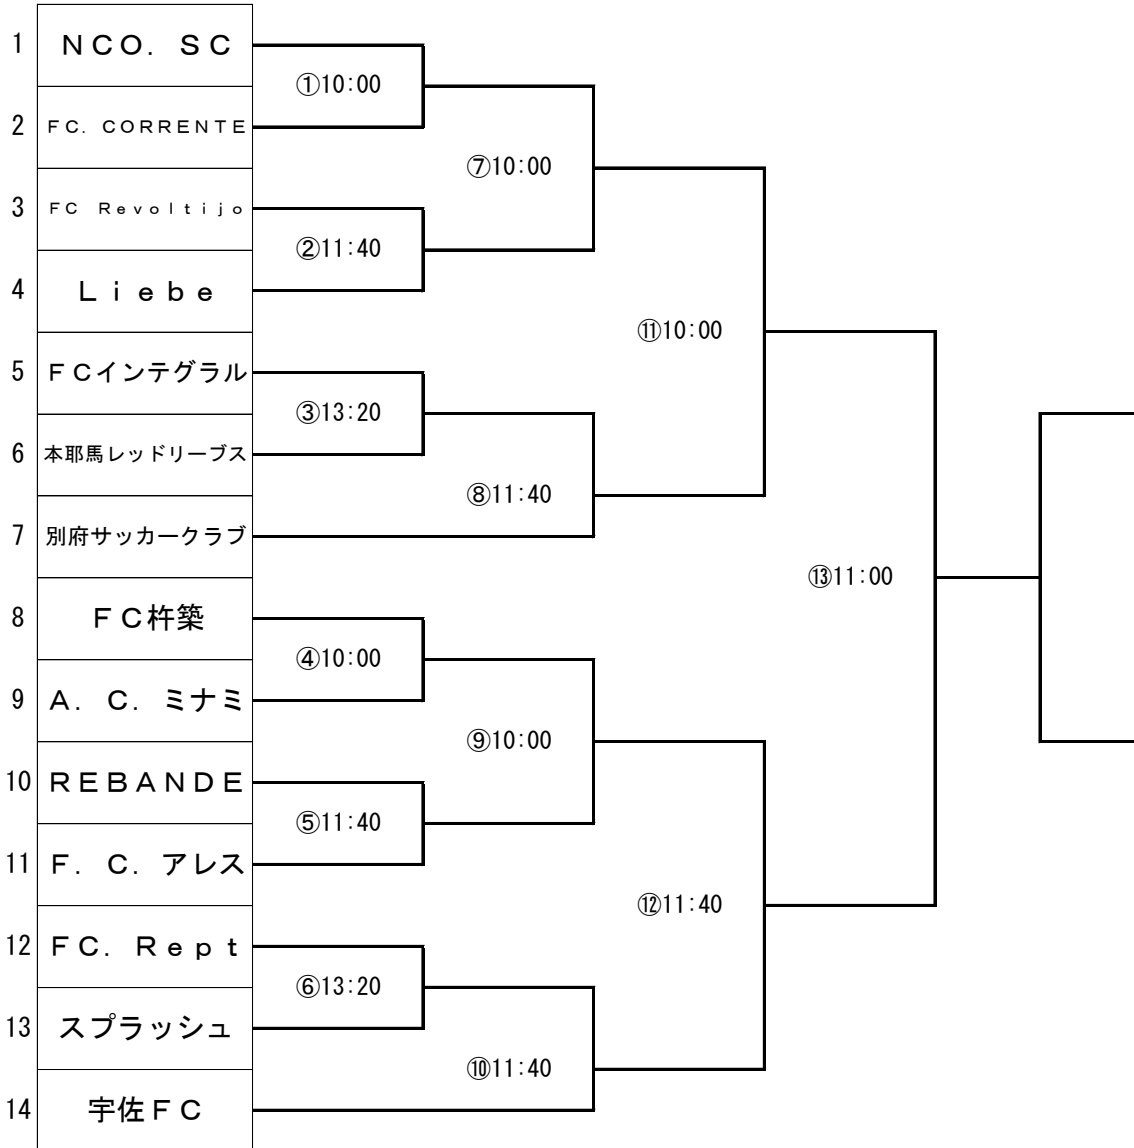 1 ＮＣＯ．ＳＣ
①10:00
2 ＦＣ．ＣＯＲＲＥＮＴＥ
⑦10:00
3 ＦＣ Ｒｅｖｏｌｔｉｊｏ
②11:40
4 Ｌｉｅｂｅ
⑪10:00
5 ＦＣインテグラル
③13:20
6 本耶馬レッドリーブス
⑧11:40
7 別府サッカークラブ
⑬11:00
8 ＦＣ杵築
④10:00
9 Ａ．Ｃ．ミナミ
⑨10:00
10 ＲＥＢＡＮＤＥ
⑤11:40
11 Ｆ．Ｃ．アレス
⑫11:40
12 ＦＣ．Ｒｅｐｔ
⑥13:20
13 スプラッシュ
⑩11:40
14 宇佐ＦＣ